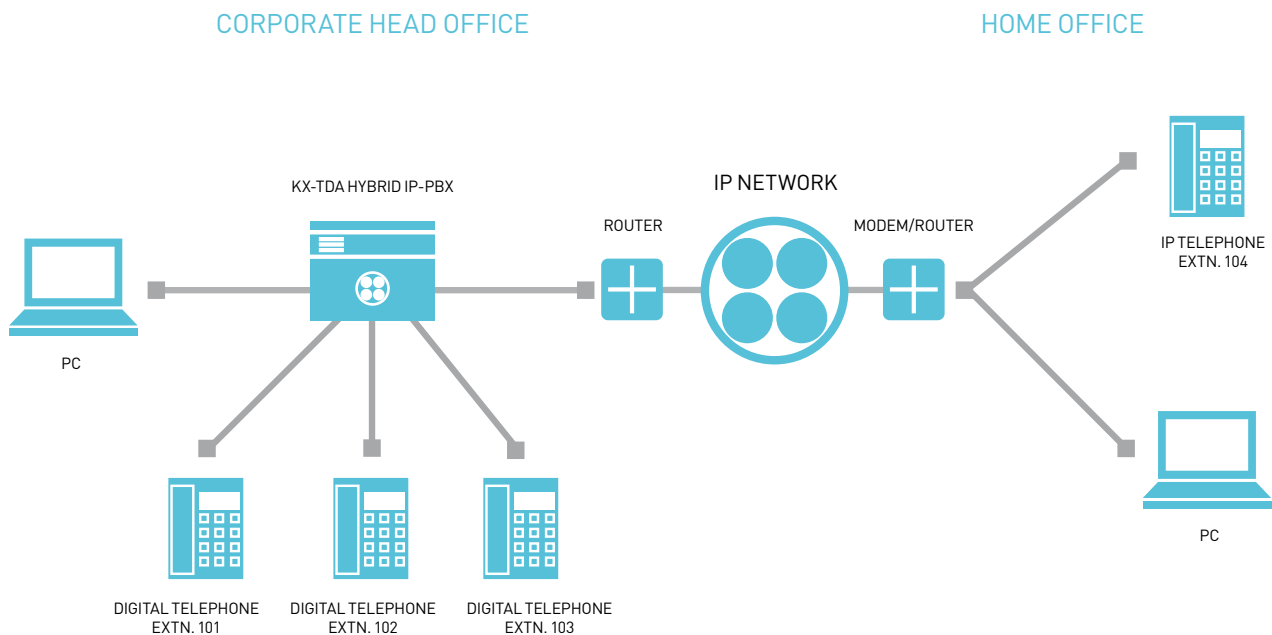 CORPORATE HEAD OFFICE
HOME OFFICE
KX-TDA HYBRID IP-PBX
ROUTER
IP NETWORK
MODEM/ROUTER
IP TELEPHONE
EXTN. 104
PC
PC
DIGITAL TELEPHONE
EXTN. 101
DIGITAL TELEPHONE
EXTN. 102
DIGITAL TELEPHONE
EXTN. 103